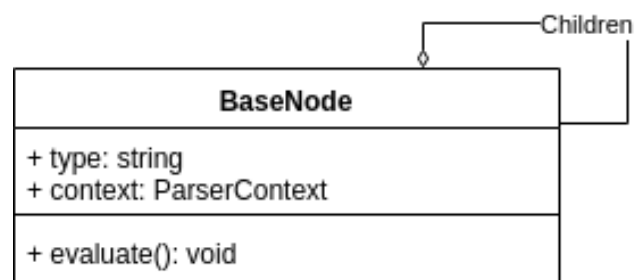 Children
BaseNode
+ type: string
+ context: ParserContext
+ evaluate(): void